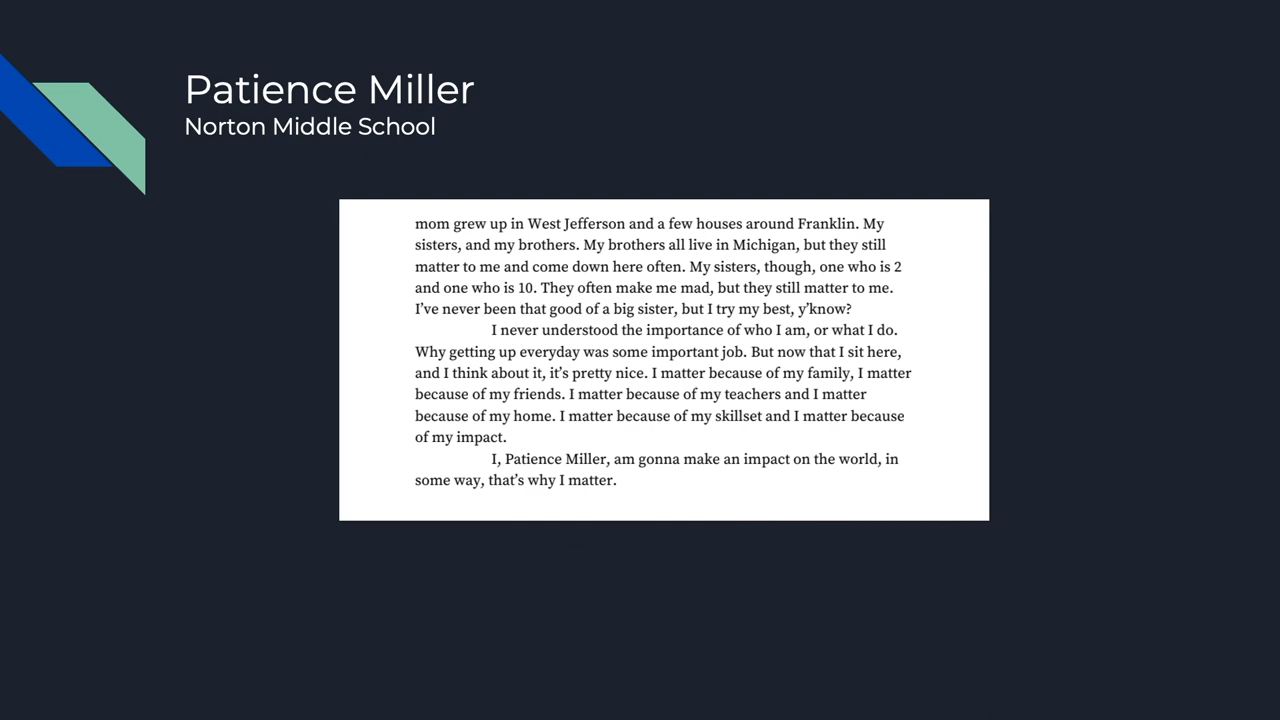 Patience Miller
Norton Middle School
mom grew up in West Jefferson and a few houses around Franklin. My
sisters, and my brothers. My brothers all live in Michigan, but they still
matter to me and come down here often. My sisters, though, one who is 2
and one who is 10. They often make me mad, but they still matter to me.
I’ve never been that good of a big sister, but I try my best, y’know?
I never understood the importance of who I am, or what I do.
Why getting up everyday was some important job. But now that I sit here,
and I think about it, it’s pretty nice. I matter because of my family, I matter
because of my friends. I matter because of my teachers and I matter
because of my home. I matter because of my skillset and I matter because
of my impact.
I, Patience Miller, am gonna make an impact on the world, in
some way, that’s why I matter.